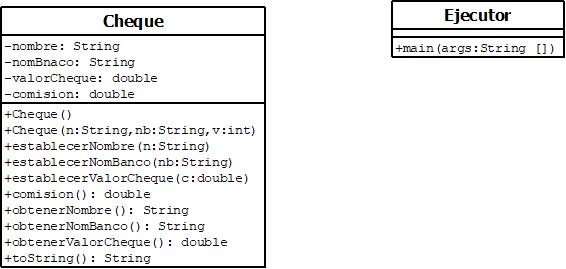 Cheque
-nombre: String
-nomBnaco: String
-valorCheque: double
-comision: double
+Cheque()
+Cheque(n:String,nb:String,v:int)
+establecerNombre(n:String)
+establecerNomBanco(nb:String)
+establecerValorCheque(c:double)
+comision(): double
+obtenerNombre(): String
+obtenerNomBanco(): String
+obtenerValorCheque(): double
+toString(): String
Ejecutor
+main(args:String [])